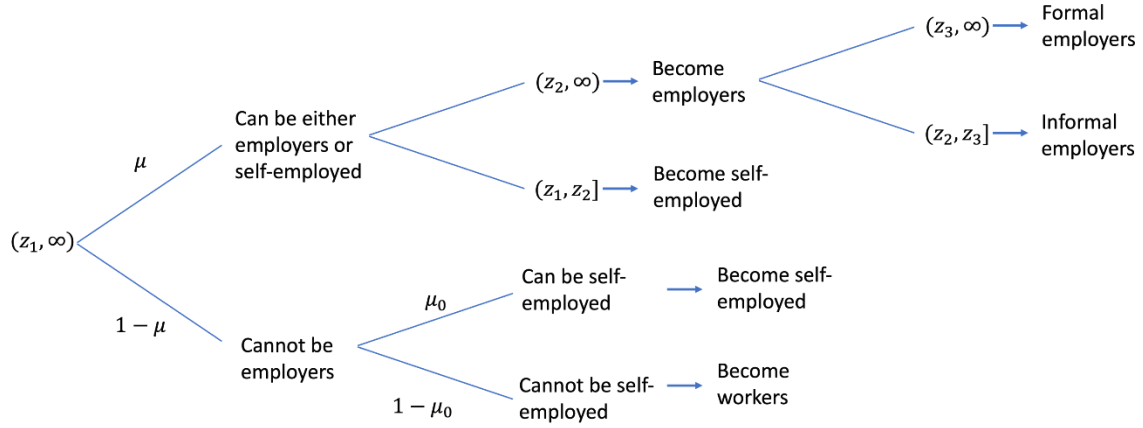 (z₃, ∞)
Formal
employers
(z₂, ∞)
Become
employers
Can be either
employers or
self-employed
(z₂, z₃]
Informal
employers
μ
(z₁, z₂]
Become self-
employed
(z₁, ∞)
Can be self-
employed
Become self-
employed
μ₀
1 − μ
Cannot be
employers
Cannot be self-
employed
Become
workers
1 − μ₀